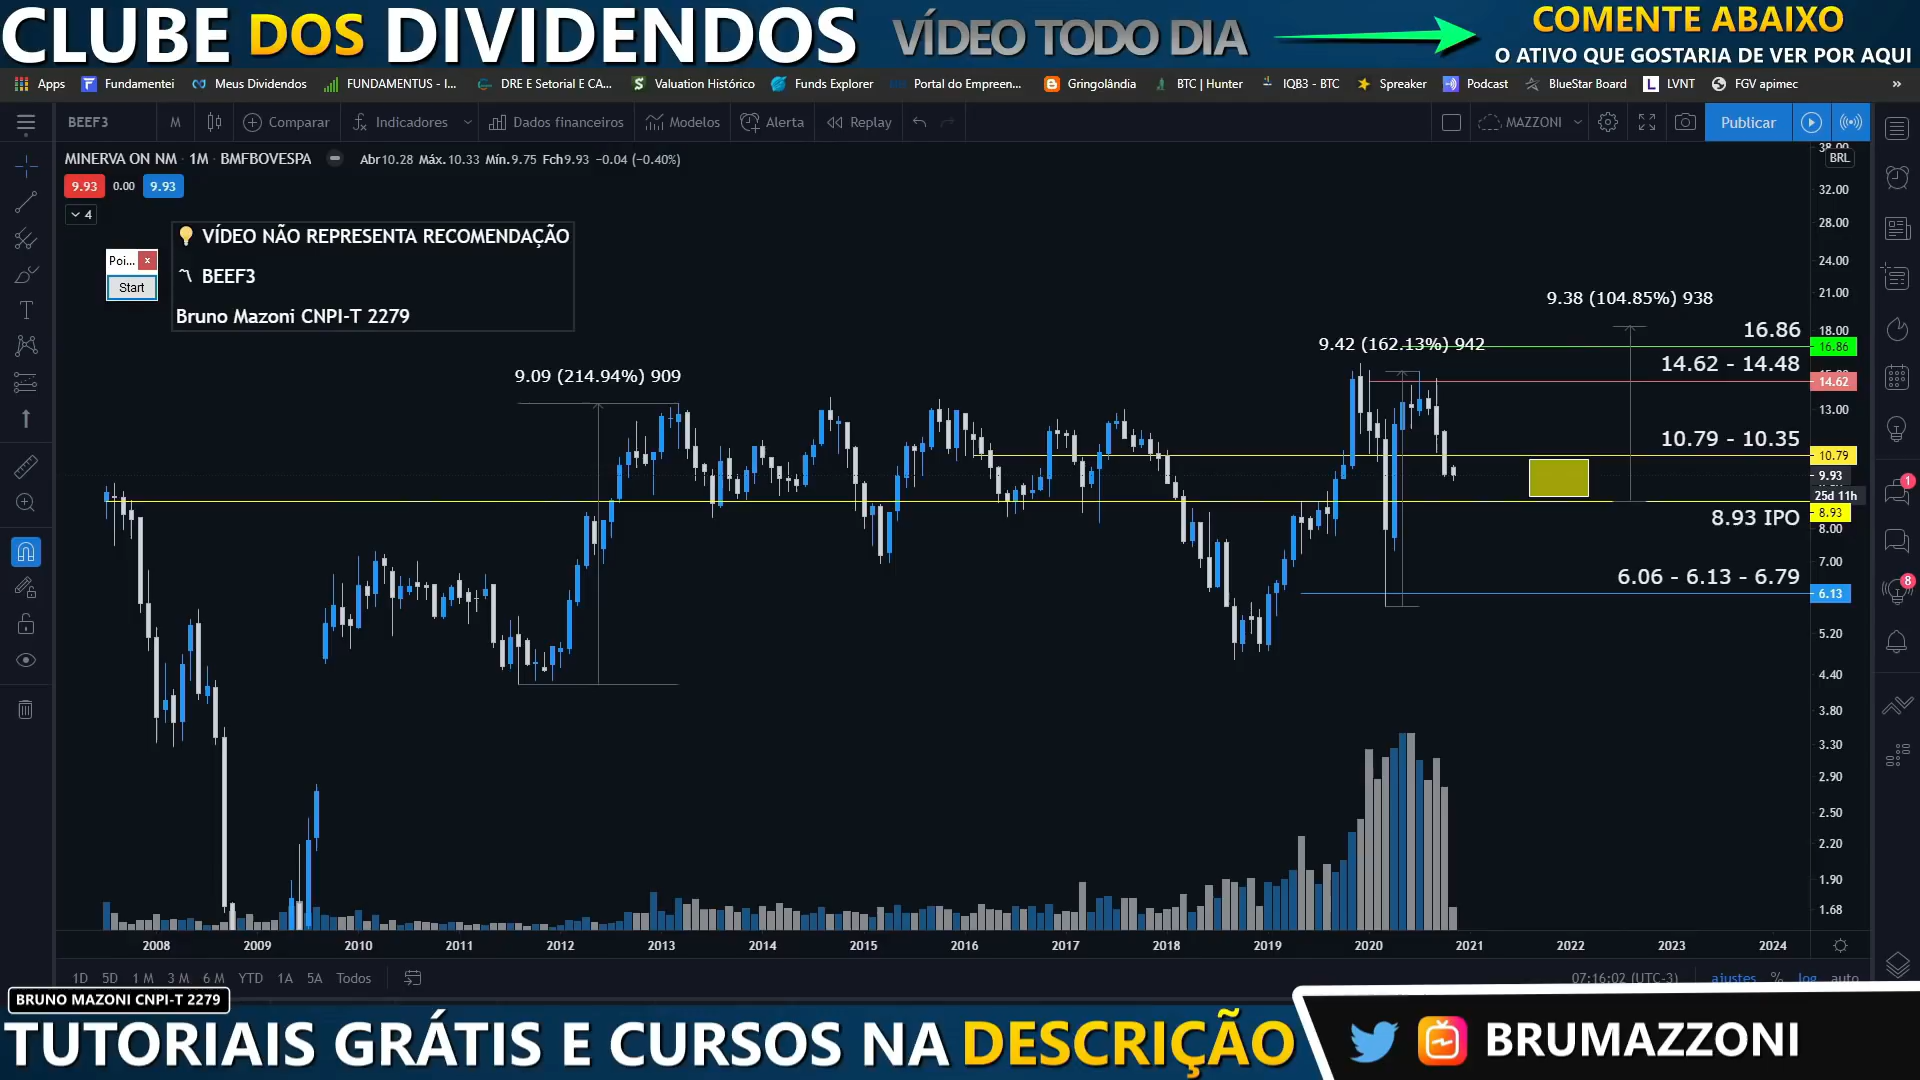 CLUBE DOS DIVIDENDOS VÍDEO TODO DIA COMENTE ABAIXO
O ATIVO QUE GOSTARIA DE VER POR AQUI
Apps Fundamentei Meus Dividendos FUNDAMENTUS - I... DRE E Setorial E CA... Valuation Histórico Funds Explorer Portal do Empreen... Gringolândia BTC | Hunter IQB3 - BTC Spreaker Podcast BlueStar Board LVNT FGV apimec »
BEEF3 M Comparar Indicadores Dados financeiros Modelos Alerta Replay MAZZONI Publicar
MINERVA ON NM 1M BMFBOVESPA Abr10.28 Máx.10.33 Mín.9.75 Fch9.93 −0.04 (−0.40%)
BRL
9.93 0.00 9.93
4
VÍDEO NÃO REPRESENTA RECOMENDAÇÃO
BEEF3
Bruno Mazoni CNPI-T 2279
Poi... x
Start
9.09 (214.94%) 909
9.42 (162.13%) 942
9.38 (104.85%) 938
16.86
14.62 - 14.48
10.79 - 10.35
8.93 IPO
6.06 - 6.13 - 6.79
38.00
32.00
28.00
24.00
21.00
18.00
16.86
14.62
13.00
10.79
9.93
25d 11h
8.93
8.00
7.00
6.13
5.20
4.40
3.80
3.30
2.90
2.50
2.20
1.90
1.68
1
8
2008 2009 2010 2011 2012 2013 2014 2015 2016 2017 2018 2019 2020 2021 2022 2023 2024
1D 5D 1 M 3 M 6 M YTD 1A 5A Todos 07:16:02 (UTC-3) ajustes % log auto
BRUNO MAZONI CNPI-T 2279
TUTORIAIS GRÁTIS E CURSOS NA DESCRIÇÃO BRUMAZZONI